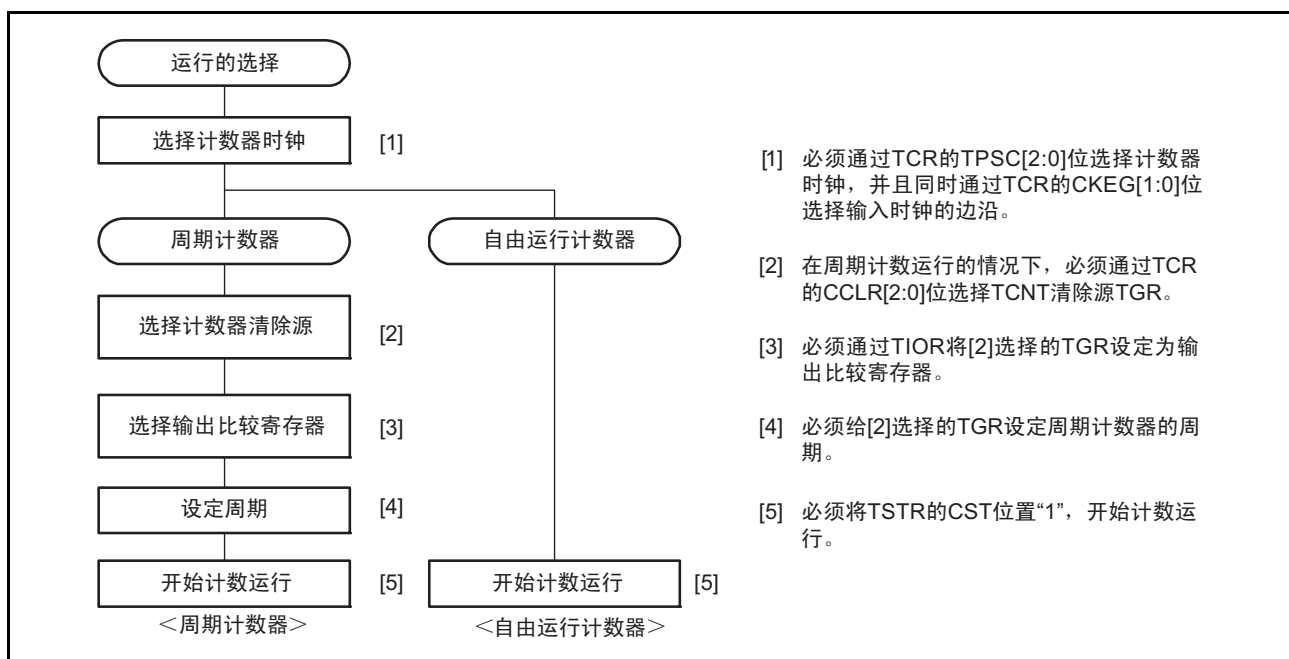 运行的选择
选择计数器时钟 [1]
周期计数器
自由运行计数器
选择计数器清除源 [2]
选择输出比较寄存器 [3]
设定周期 [4]
开始计数运行 [5]
开始计数运行 [5]
＜周期计数器＞
＜自由运行计数器＞
[1] 必须通过TCR的TPSC[2:0]位选择计数器
时钟，并且同时通过TCR的CKEG[1:0]位
选择输入时钟的边沿。
[2] 在周期计数运行的情况下，必须通过TCR
的CCLR[2:0]位选择TCNT清除源TGR。
[3] 必须通过TIOR将[2]选择的TGR设定为输
出比较寄存器。
[4] 必须给[2]选择的TGR设定周期计数器的周
期。
[5] 必须将TSTR的CST位置“1”，开始计数运
行。